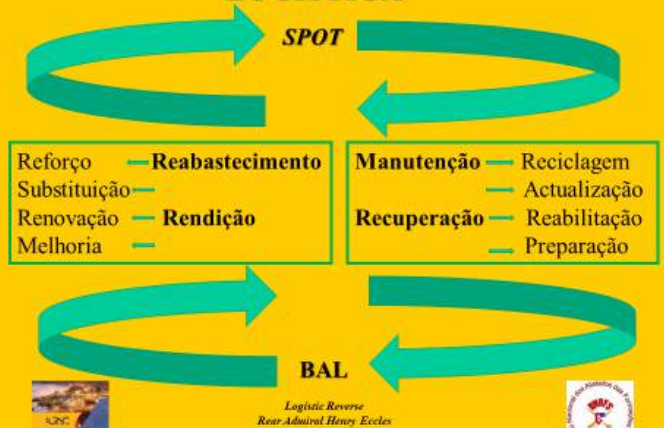 SPOT
Reforço Reabastecimento
Substituição
Renovação Rendição
Melhoria
Manutenção Reciclagem
Actualização
Recuperação Reabilitação
Preparação
BAL
Logistic Reverse
Rear Admiral Henry Eccles